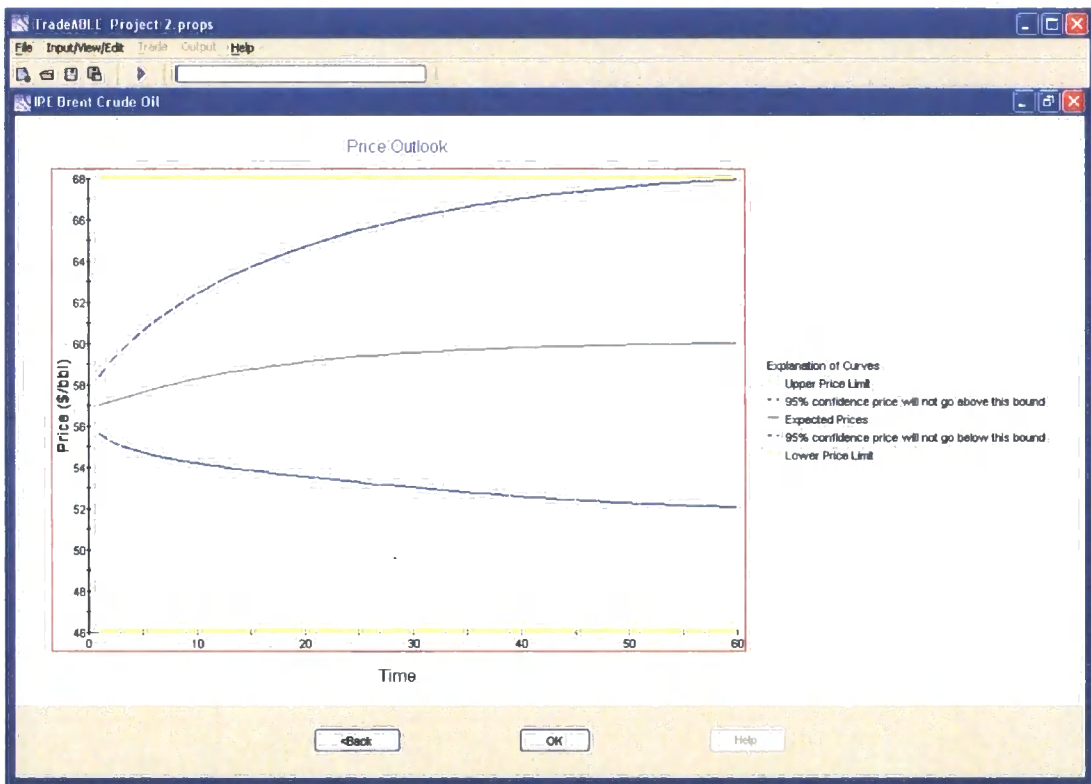 TradeABLE Project 2.props
File Input/View/Edit Trade Output Help
IPE Brent Crude Oil
Price Outlook
68
66
64
62
60
58
56
54
52
50
48
46
Price ($/bbl)
0 10 20 30 40 50 60
Time
Explanation of Curves
Upper Price Limit
95% confidence price will not go above this bound
Expected Prices
95% confidence price will not go below this bound
Lower Price Limit
<Back OK Help